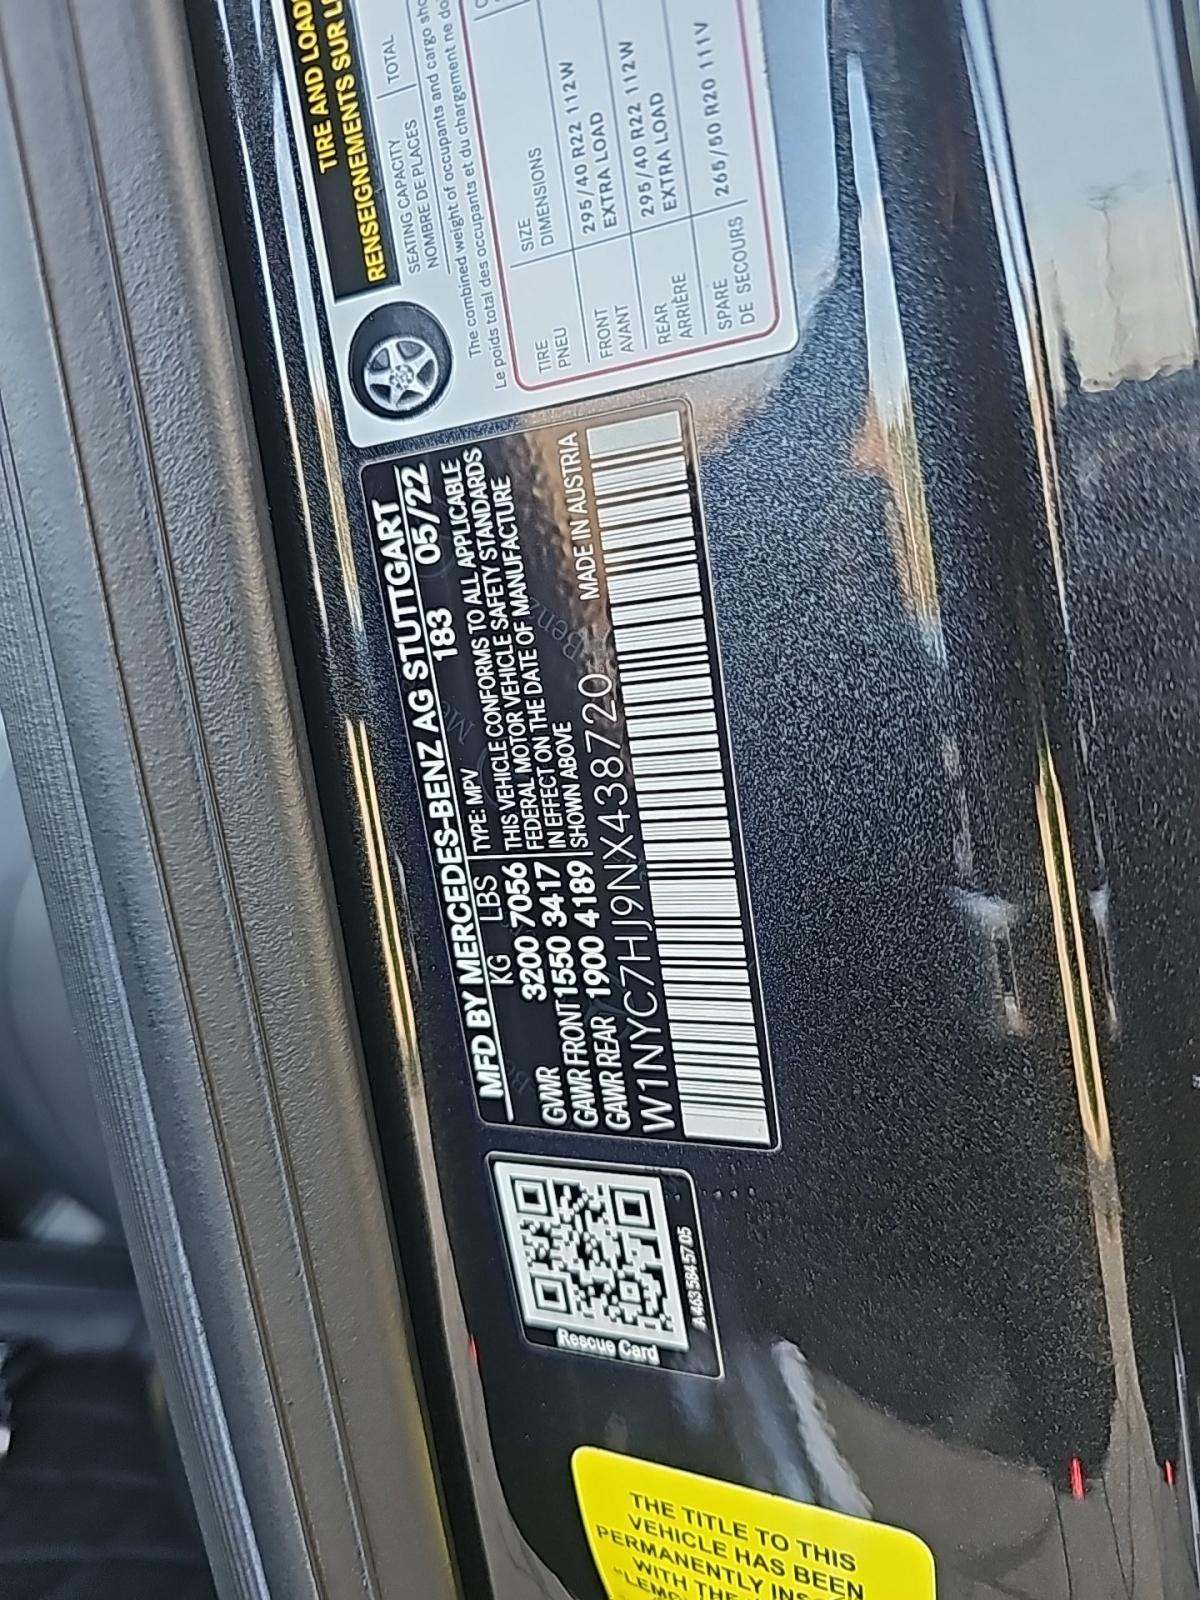 TIRE AND LOAD
RENSEIGNEMENTS SUR
SEATING CAPACITY
NOMBRE DE PLACES
TOTAL
The combined weight of occupants and cargo
Le poids total des occupants et du chargement ne
TIRE
PNEU
SIZE
DIMENSIONS
FRONT
AVANT
295/40 R22 112W
EXTRA LOAD
REAR
ARRIÈRE
295/40 R22 112W
EXTRA LOAD
SPARE
DE SECOURS
265/50 R20 111V
MFD BY MERCEDES-BENZ AG STUTTGART
KG LBS
183 05/22
GVWR 3200 7056
GAWR FRONT 1550 3417
GAWR REAR 1900 4189
TYPE: MPV
THIS VEHICLE CONFORMS TO ALL APPLICABLE
FEDERAL MOTOR VEHICLE SAFETY STANDARDS
IN EFFECT ON THE DATE OF MANUFACTURE
SHOWN ABOVE
W1NYC7HJ9NX438720
MADE IN AUSTRIA
Rescue Card
A 463 584 57 05
THE TITLE TO THIS
VEHICLE HAS BEEN
PERMANENTLY
WITH THE